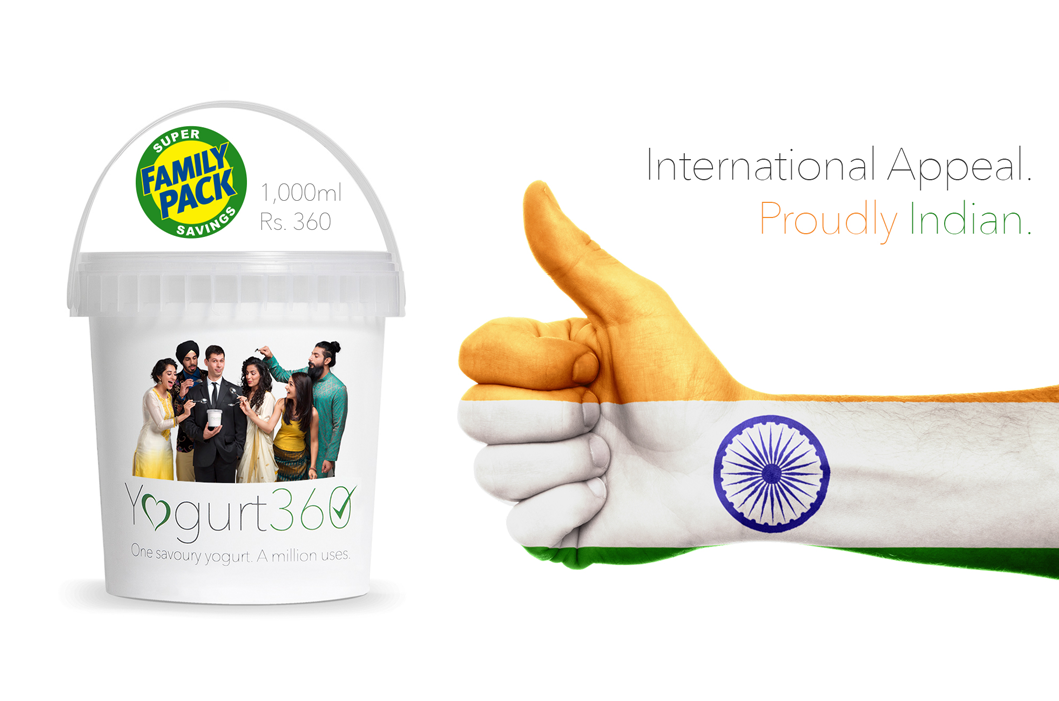 SUPER
FAMILY
PACK
SAVINGS
1,000ml
Rs. 360
Yogurt360
One savoury yogurt. A million uses.
International Appeal.
Proudly Indian.